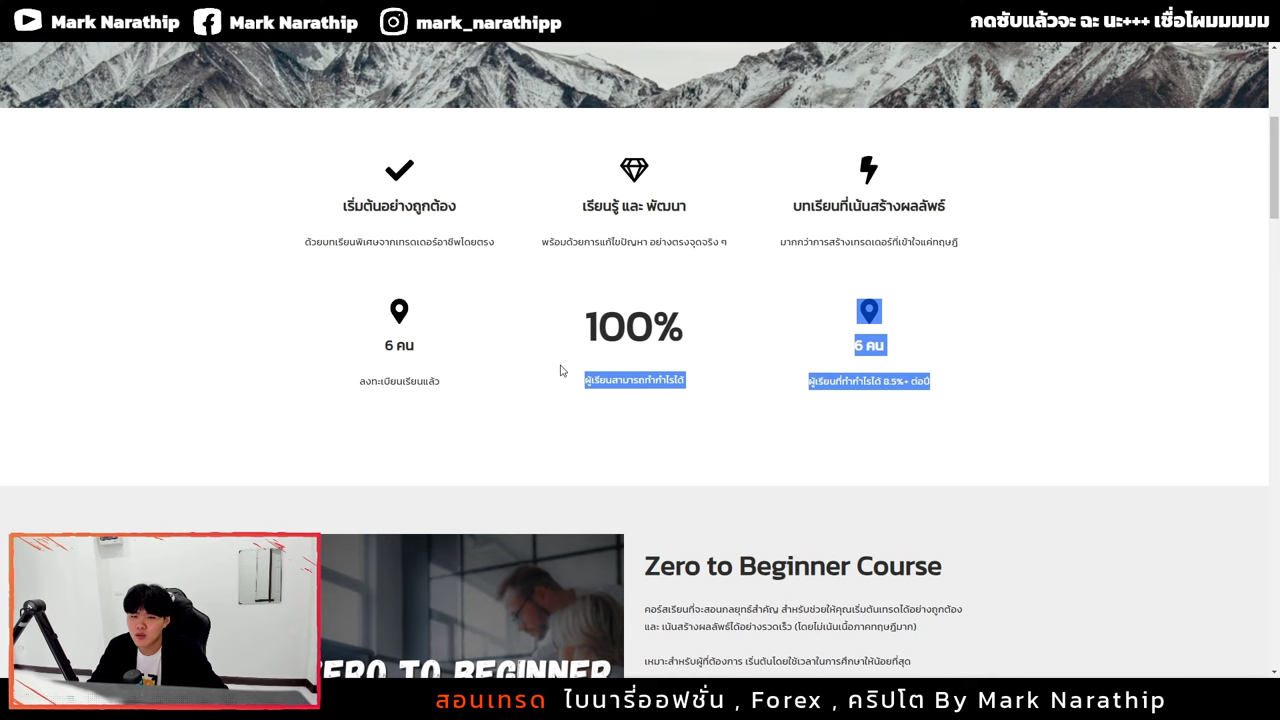 Mark Narathip Mark Narathip mark_narathipp กดซับแล้วจะ ฉะ นะ+++ เชื่อโผมมมมม
เริ่มต้นอย่างถูกต้อง
ด้วยบทเรียนพิเศษจากเทรดเดอร์อาชีพโดยตรง
เรียนรู้ และ พัฒนา
พร้อมด้วยการแก้ไขปัญหา อย่างตรงจุดจริง ๆ
บทเรียนที่เน้นสร้างผลลัพธ์
มากกว่าการสร้างเทรดเดอร์ที่เข้าใจแค่ทฤษฎี
6 คน
ลงทะเบียนเรียนแล้ว
100%
ผู้เรียนสามารถทำกำไรได้
6 คน
ผู้เรียนที่ทำกำไรได้ 8.5%+ ต่อปี
Zero to Beginner Course
คอร์สเรียนที่จะสอนกลยุทธ์สำคัญ สำหรับช่วยให้คุณเริ่มต้นเทรดได้อย่างถูกต้อง
และ เน้นสร้างผลลัพธ์ได้อย่างรวดเร็ว (โดยไม่เน้นเนื้อภาคทฤษฎีมาก)
เหมาะสำหรับผู้ที่ต้องการ เริ่มต้นโดยใช้เวลาในการศึกษาให้น้อยที่สุด
ZERO TO BEGINNER
สอนเทรด ไบนารี่ออฟชั่น , Forex , คริปโต By Mark Narathip